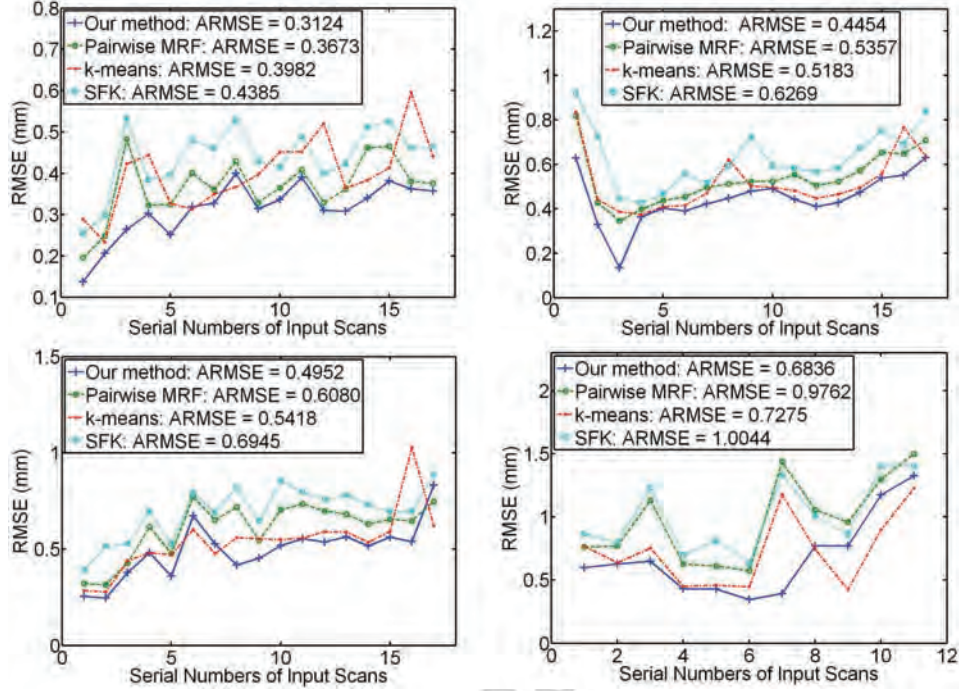 Our method: ARMSE = 0.3124
Pairwise MRF: ARMSE = 0.3673
k-means: ARMSE = 0.3982
SFK: ARMSE = 0.4385
RMSE (mm)
0.8
0.7
0.6
0.5
0.4
0.3
0.2
0.1
0 5 10 15
Serial Numbers of Input Scans
Our method: ARMSE = 0.4454
Pairwise MRF: ARMSE = 0.5357
k-means: ARMSE = 0.5183
SFK: ARMSE = 0.6269
RMSE (mm)
1.2
1
0.8
0.6
0.4
0.2
0
0 5 10 15
Serial Numbers of Input Scans
Our method: ARMSE = 0.4952
Pairwise MRF: ARMSE = 0.6080
k-means: ARMSE = 0.5418
SFK: ARMSE = 0.6945
RMSE (mm)
1.5
1
0.5
0
0 5 10 15
Serial Numbers of Input Scans
Our method: ARMSE = 0.6836
Pairwise MRF: ARMSE = 0.9762
k-means: ARMSE = 0.7275
SFK: ARMSE = 1.0044
RMSE (mm)
2
1.5
1
0.5
0
0 2 4 6 8 10 12
Serial Numbers of Input Scans